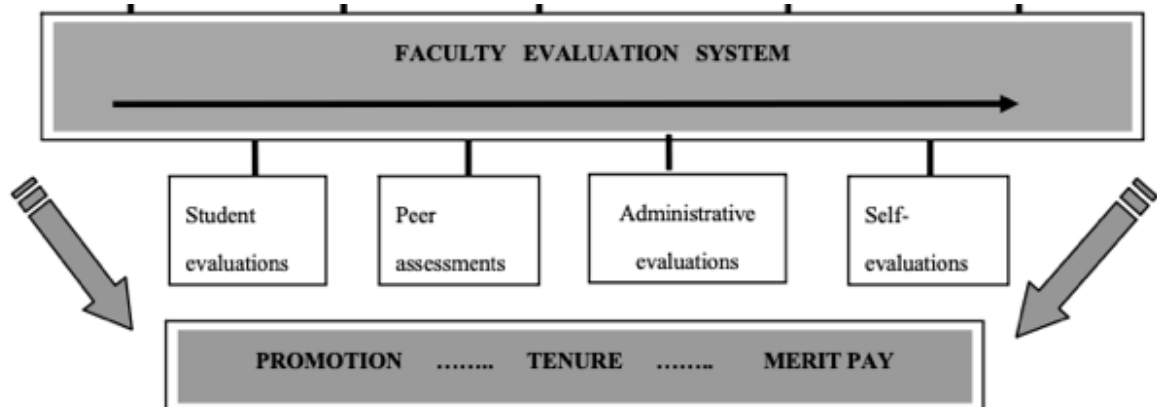 FACULTY EVALUATION SYSTEM
Student
evaluations
Peer
assessments
Administrative
evaluations
Self-
evaluations
PROMOTION …….. TENURE …….. MERIT PAY